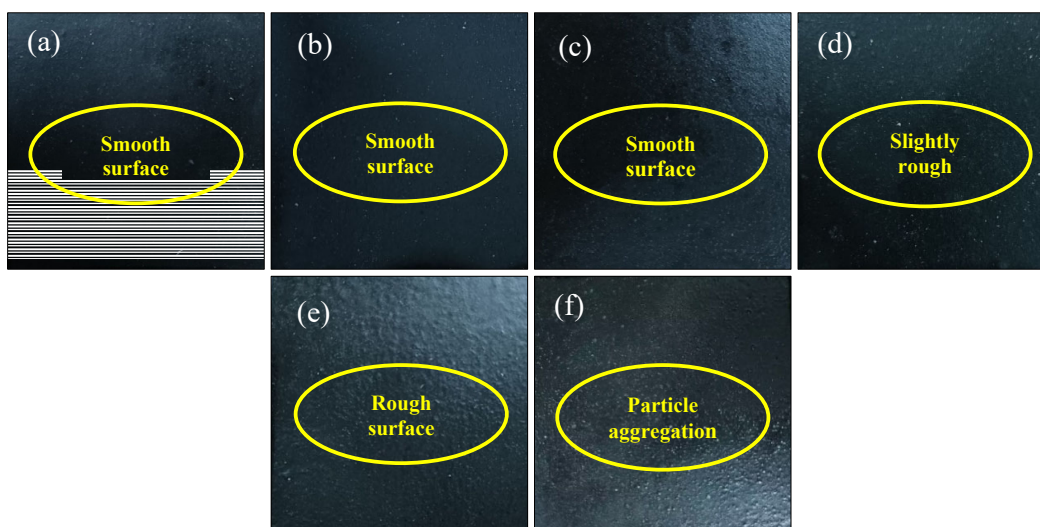 (a)
Smooth
surface
(b)
Smooth
surface
(c)
Smooth
surface
(d)
Slightly
rough
(e)
Rough
surface
(f)
Particle
aggregation